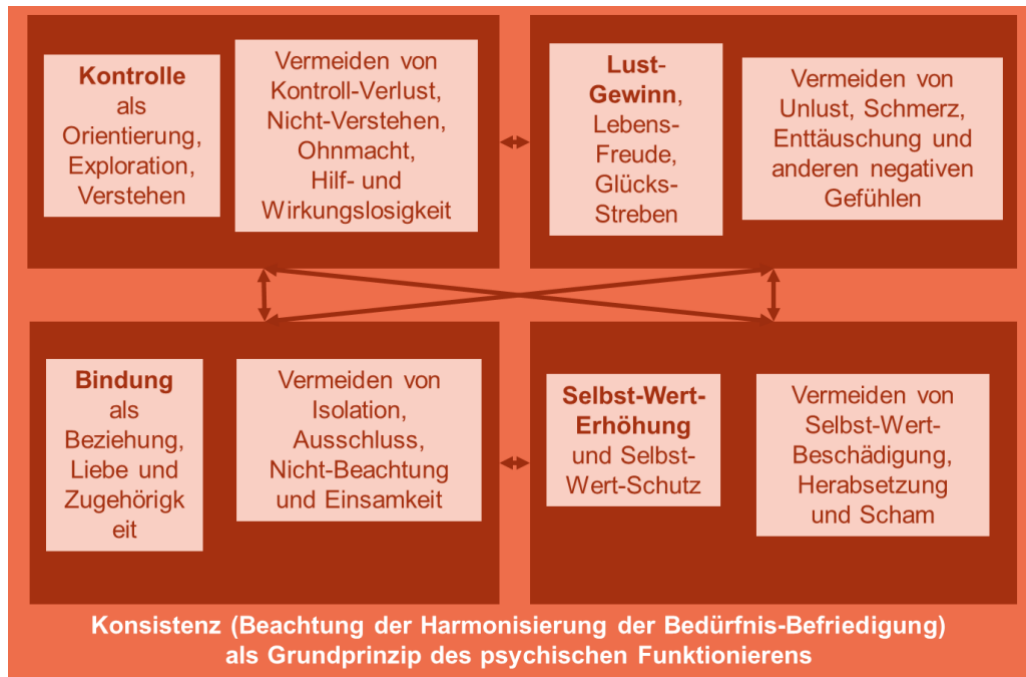 Kontrolle
als
Orientierung,
Exploration,
Verstehen
Vermeiden von
Kontroll-Verlust,
Nicht-Verstehen,
Ohnmacht,
Hilf- und
Wirkungslosigkeit
Lust-
Gewinn,
Lebens-
Freude,
Glücks-
Streben
Vermeiden von
Unlust, Schmerz,
Enttäuschung und
anderen negativen
Gefühlen
Bindung
als
Beziehung,
Liebe und
Zugehörigk
eit
Vermeiden von
Isolation,
Ausschluss,
Nicht-Beachtung
und Einsamkeit
Selbst-Wert-
Erhöhung
und Selbst-
Wert-Schutz
Vermeiden von
Selbst-Wert-
Beschädigung,
Herabsetzung
und Scham
Konsistenz (Beachtung der Harmonisierung der Bedürfnis-Befriedigung)
als Grundprinzip des psychischen Funktionierens